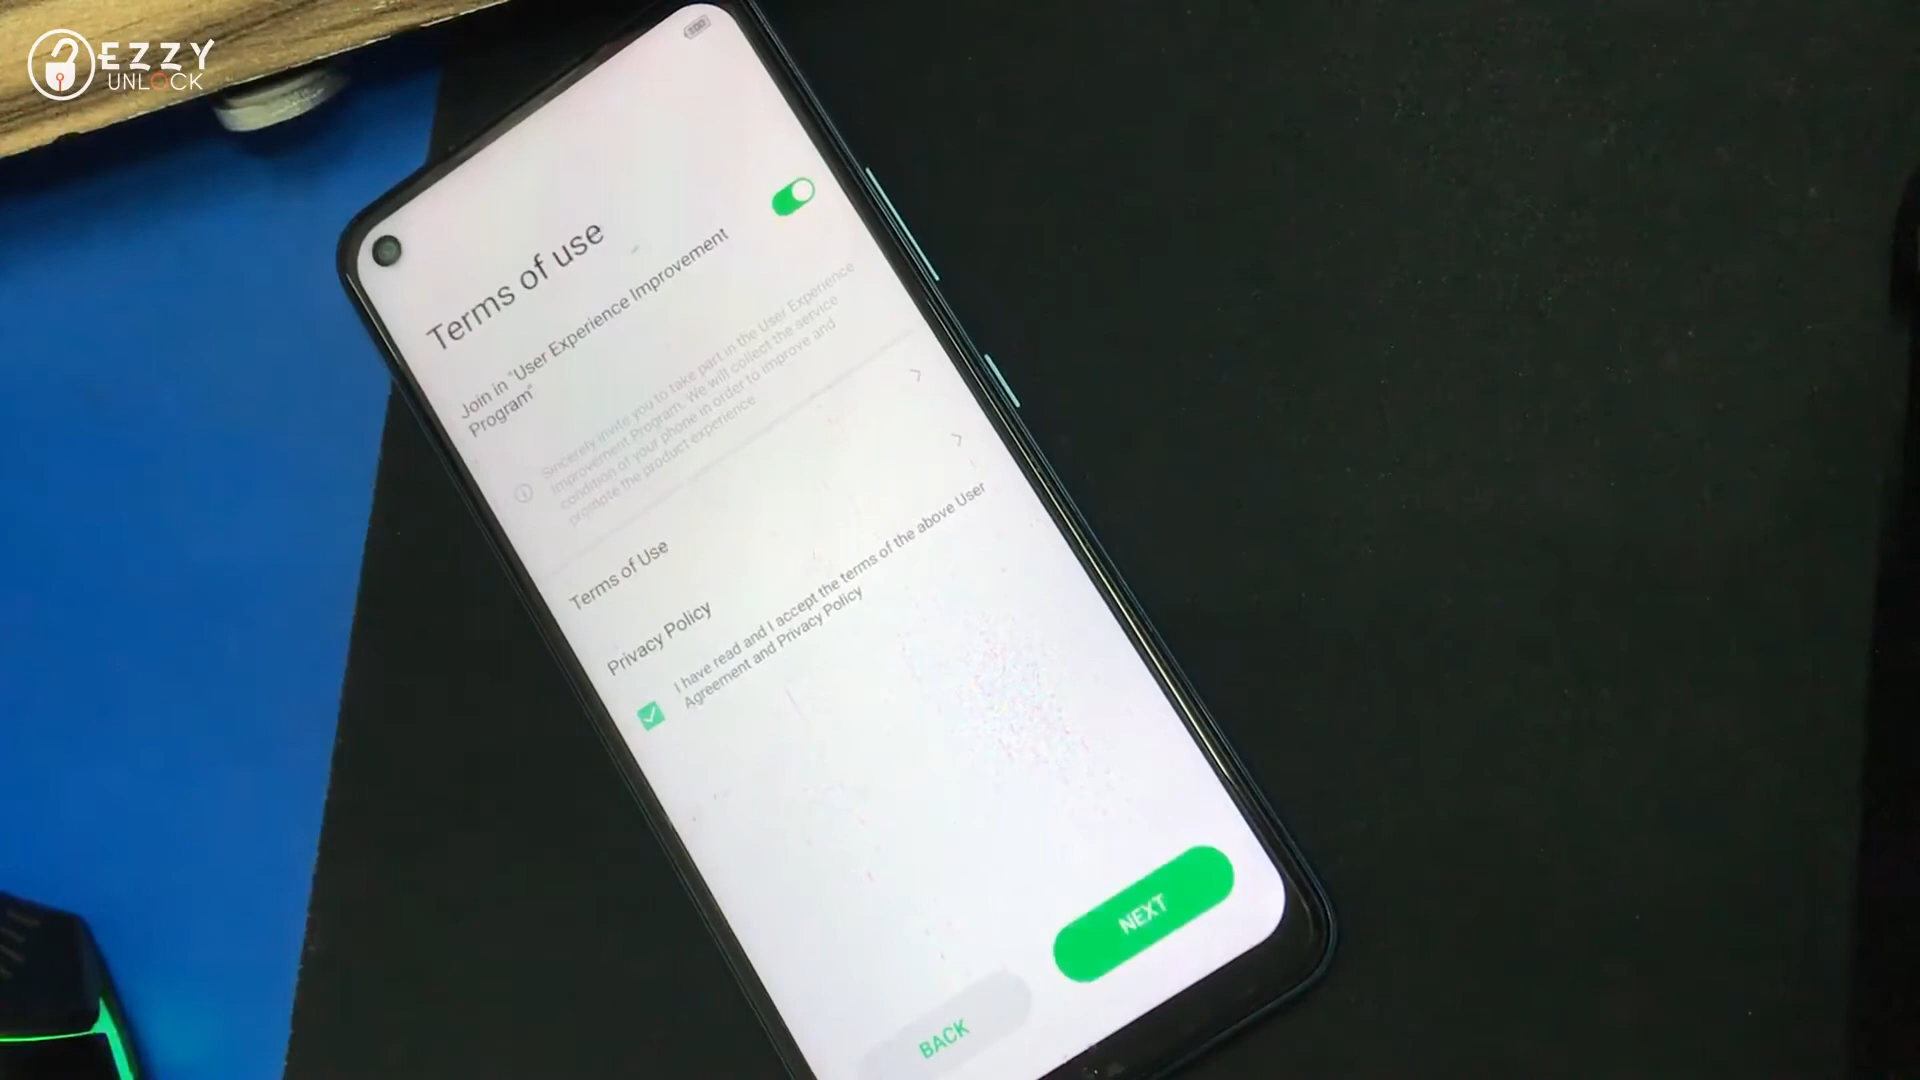 EZZY
UNLOCK
100
Terms of use
Join in "User Experience Improvement
Program"
Sincerely invite you to take part in the User Experience
Improvement Program. We will collect the service
condition of your phone in order to improve and
promote the product experience
Terms of Use
Privacy Policy
I have read and I accept the terms of the above User
Agreement and Privacy Policy
NEXT
BACK